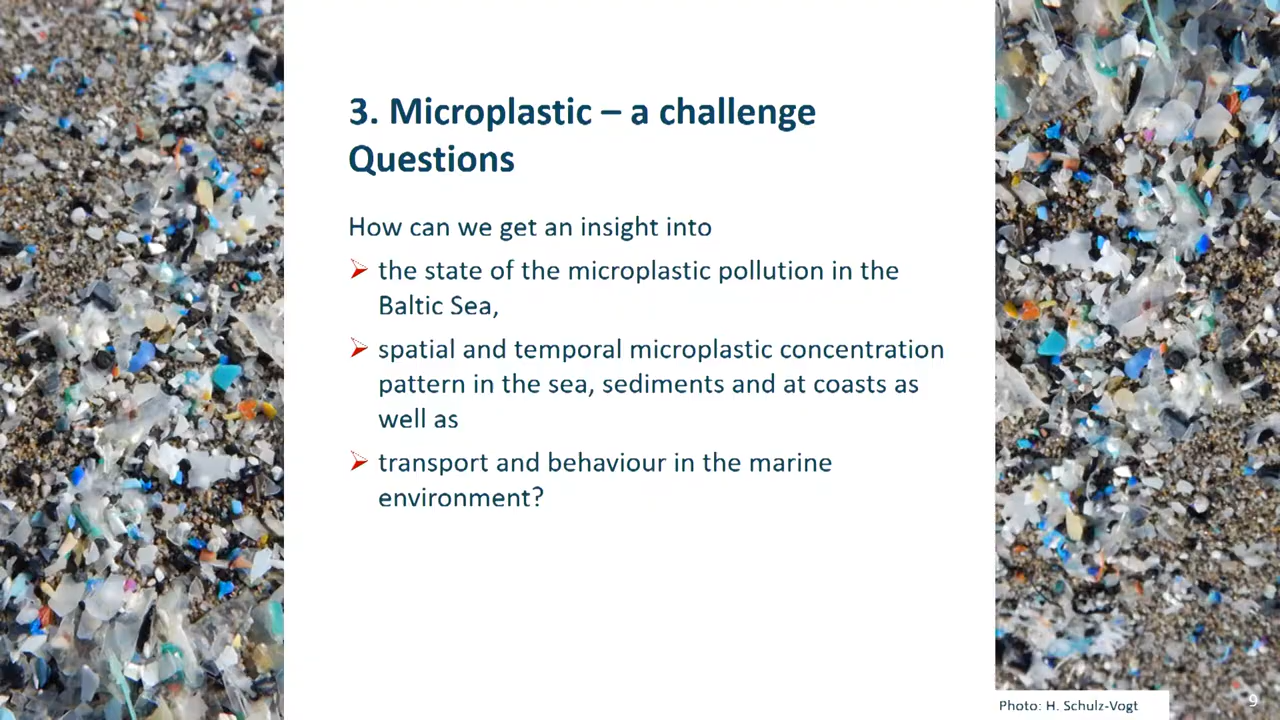 3. Microplastic – a challenge
Questions
How can we get an insight into
➢ the state of the microplastic pollution in the
Baltic Sea,
➢ spatial and temporal microplastic concentration
pattern in the sea, sediments and at coasts as
well as
➢ transport and behaviour in the marine
environment?
Photo: H. Schulz-Vogt
9